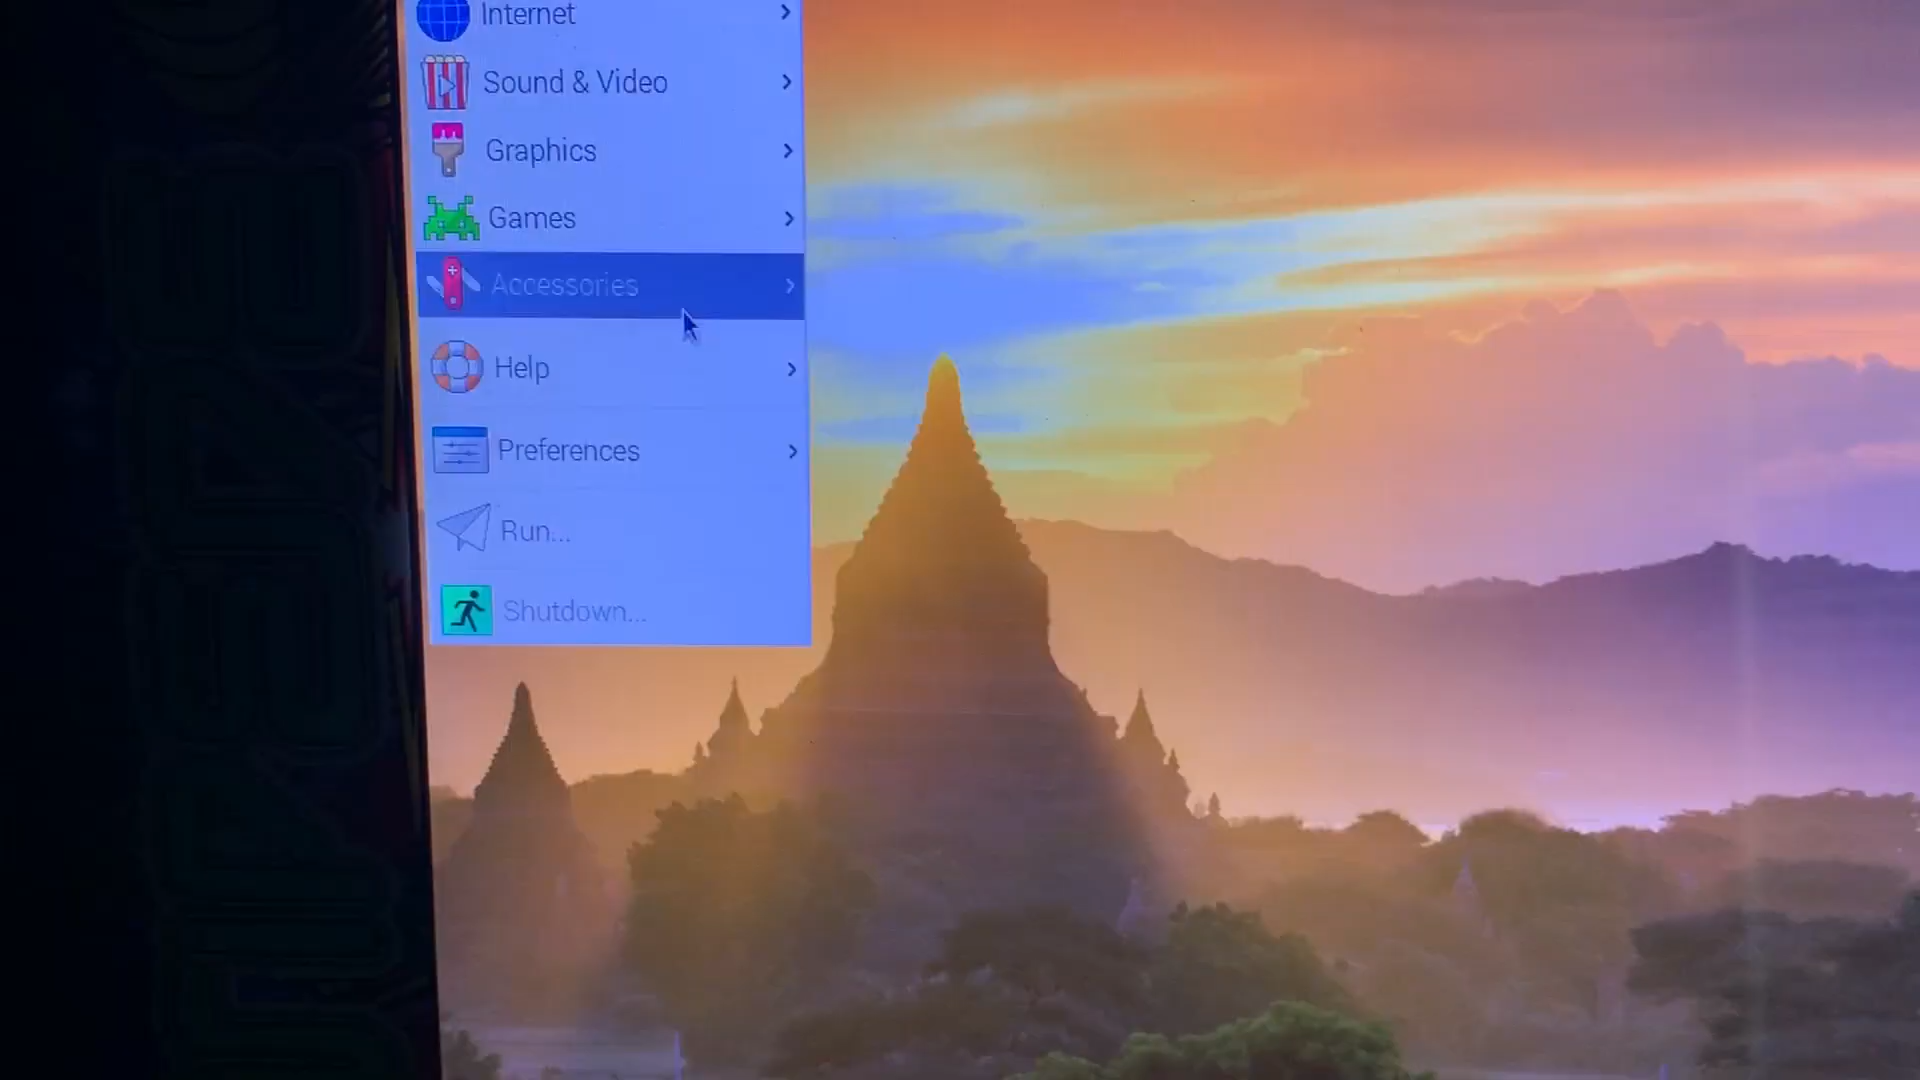 Internet
Sound & Video
Graphics
Games
Accessories
Help
Preferences
Run...
Shutdown...